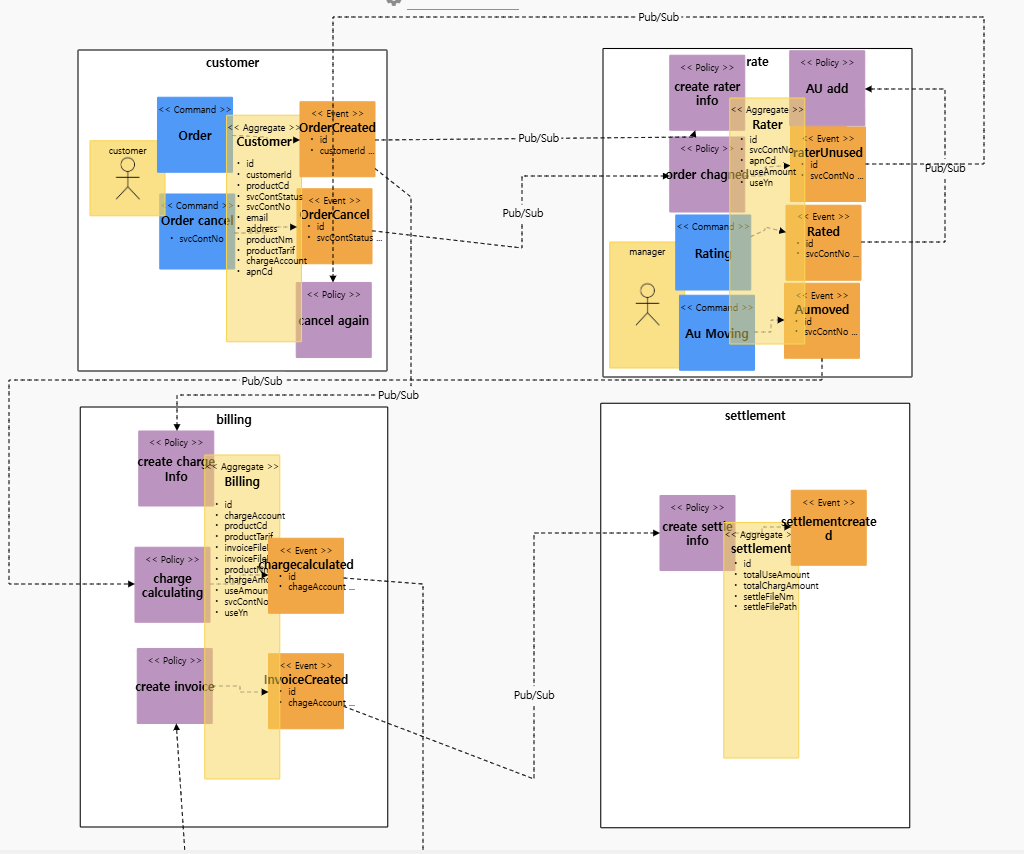 Pub/Sub
customer
<< Command >>
Order
<< Event >>
OrderCreated
id
customerId ...
<< Aggregate >>
Customer
id
customerId
productCd
svcContStatus
svcContNo
email
address
productNm
productTarif
chargeAccount
apnCd
customer
<< Command >>
Order cancel
svcContNo
<< Event >>
OrderCancel
id
svcContStatus ...
<< Policy >>
cancel again
Pub/Sub
Pub/Sub
rate
<< Policy >>
create rater
info
<< Policy >>
AU add
<< Aggregate >>
Rater
id
svcContNo
apnCd
useAmount
useYn
<< Policy >>
order chagned
<< Event >>
raterUnused
id
svcContNo ...
Pub/Sub
<< Command >>
Rating
<< Event >>
Rated
id
svcContNo ...
manager
<< Command >>
Au Moving
<< Event >>
Aumoved
id
svcContNo ...
Pub/Sub
Pub/Sub
billing
<< Policy >>
create charge
Info
<< Aggregate >>
Billing
id
chargeAccount
productCd
productTarif
chargeAmo
useAmoun
svcContNo
useYn
<< Event >>
chargecalculated
id
chageAccount ...
<< Policy >>
charge
calculating
<< Policy >>
create invoice
<< Event >>
InvoiceCreated
id
chageAccount ...
Pub/Sub
settlement
<< Policy >>
create settle
info
<< Event >>
settlementcreate
d
<< Aggregate >
settlement
id
totalUseAmount
totalChargAmount
settleFileNm
settleFilePath